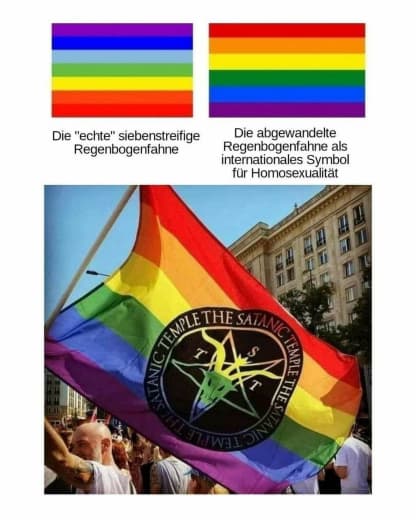 Die "echte" siebenstreifige
Regenbogenfahne
Die abgewandelte
Regenbogenfahne als
internationales Symbol
für Homosexualität
THE SATANIC TEMPLE THE SATANIC TEMPLE THE SATANIC TEMPLE
T S
T T